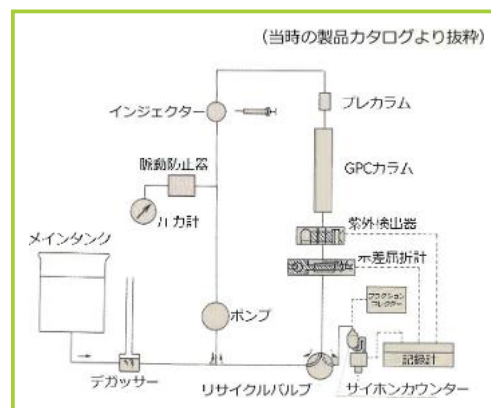 (当時の製品カタログより抜粋)
インジェクター
プレカラム
脈動防止器
GPCカラム
圧力計
紫外検出器
メインタンク
示差屈折計
ポンプ
フラクション
コレクター
記録計
デガッサー
リサイクルバルブ
サイホンカウンター